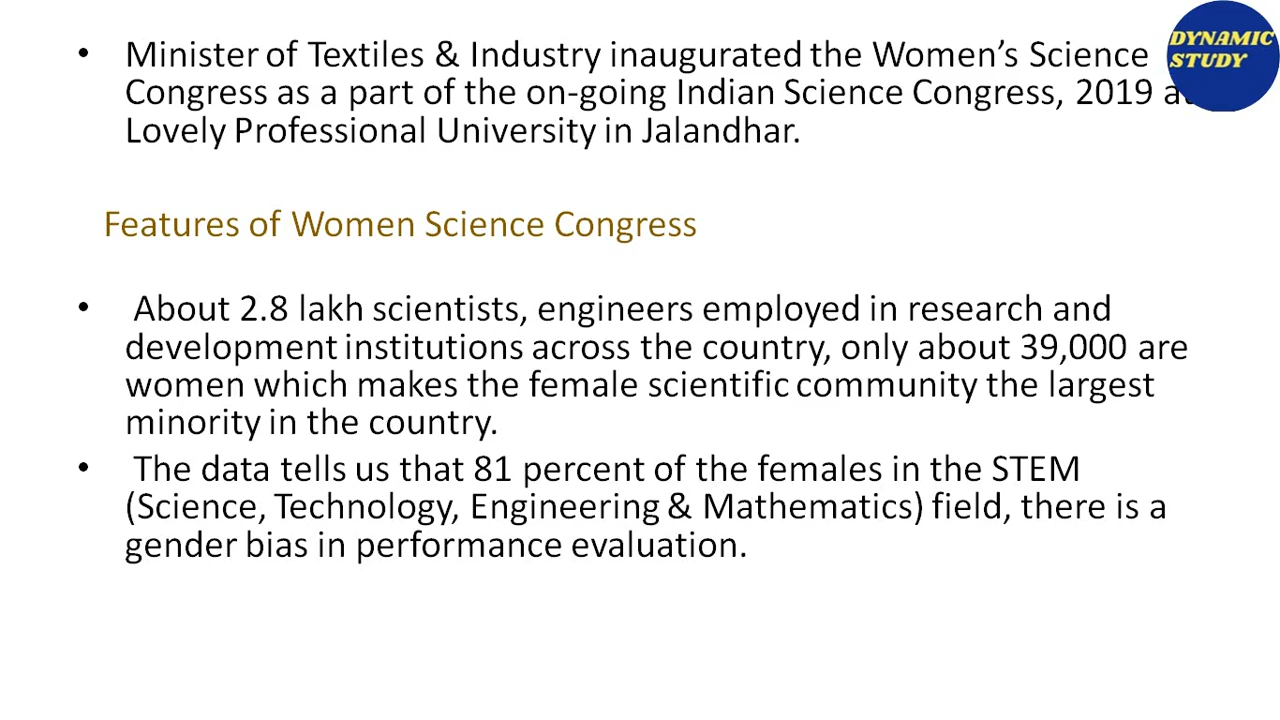 • Minister of Textiles & Industry inaugurated the Women’s Science
Congress as a part of the on-going Indian Science Congress, 2019 at
Lovely Professional University in Jalandhar.
DYNAMIC
STUDY
Features of Women Science Congress
• About 2.8 lakh scientists, engineers employed in research and
development institutions across the country, only about 39,000 are
women which makes the female scientific community the largest
minority in the country.
• The data tells us that 81 percent of the females in the STEM
(Science, Technology, Engineering & Mathematics) field, there is a
gender bias in performance evaluation.